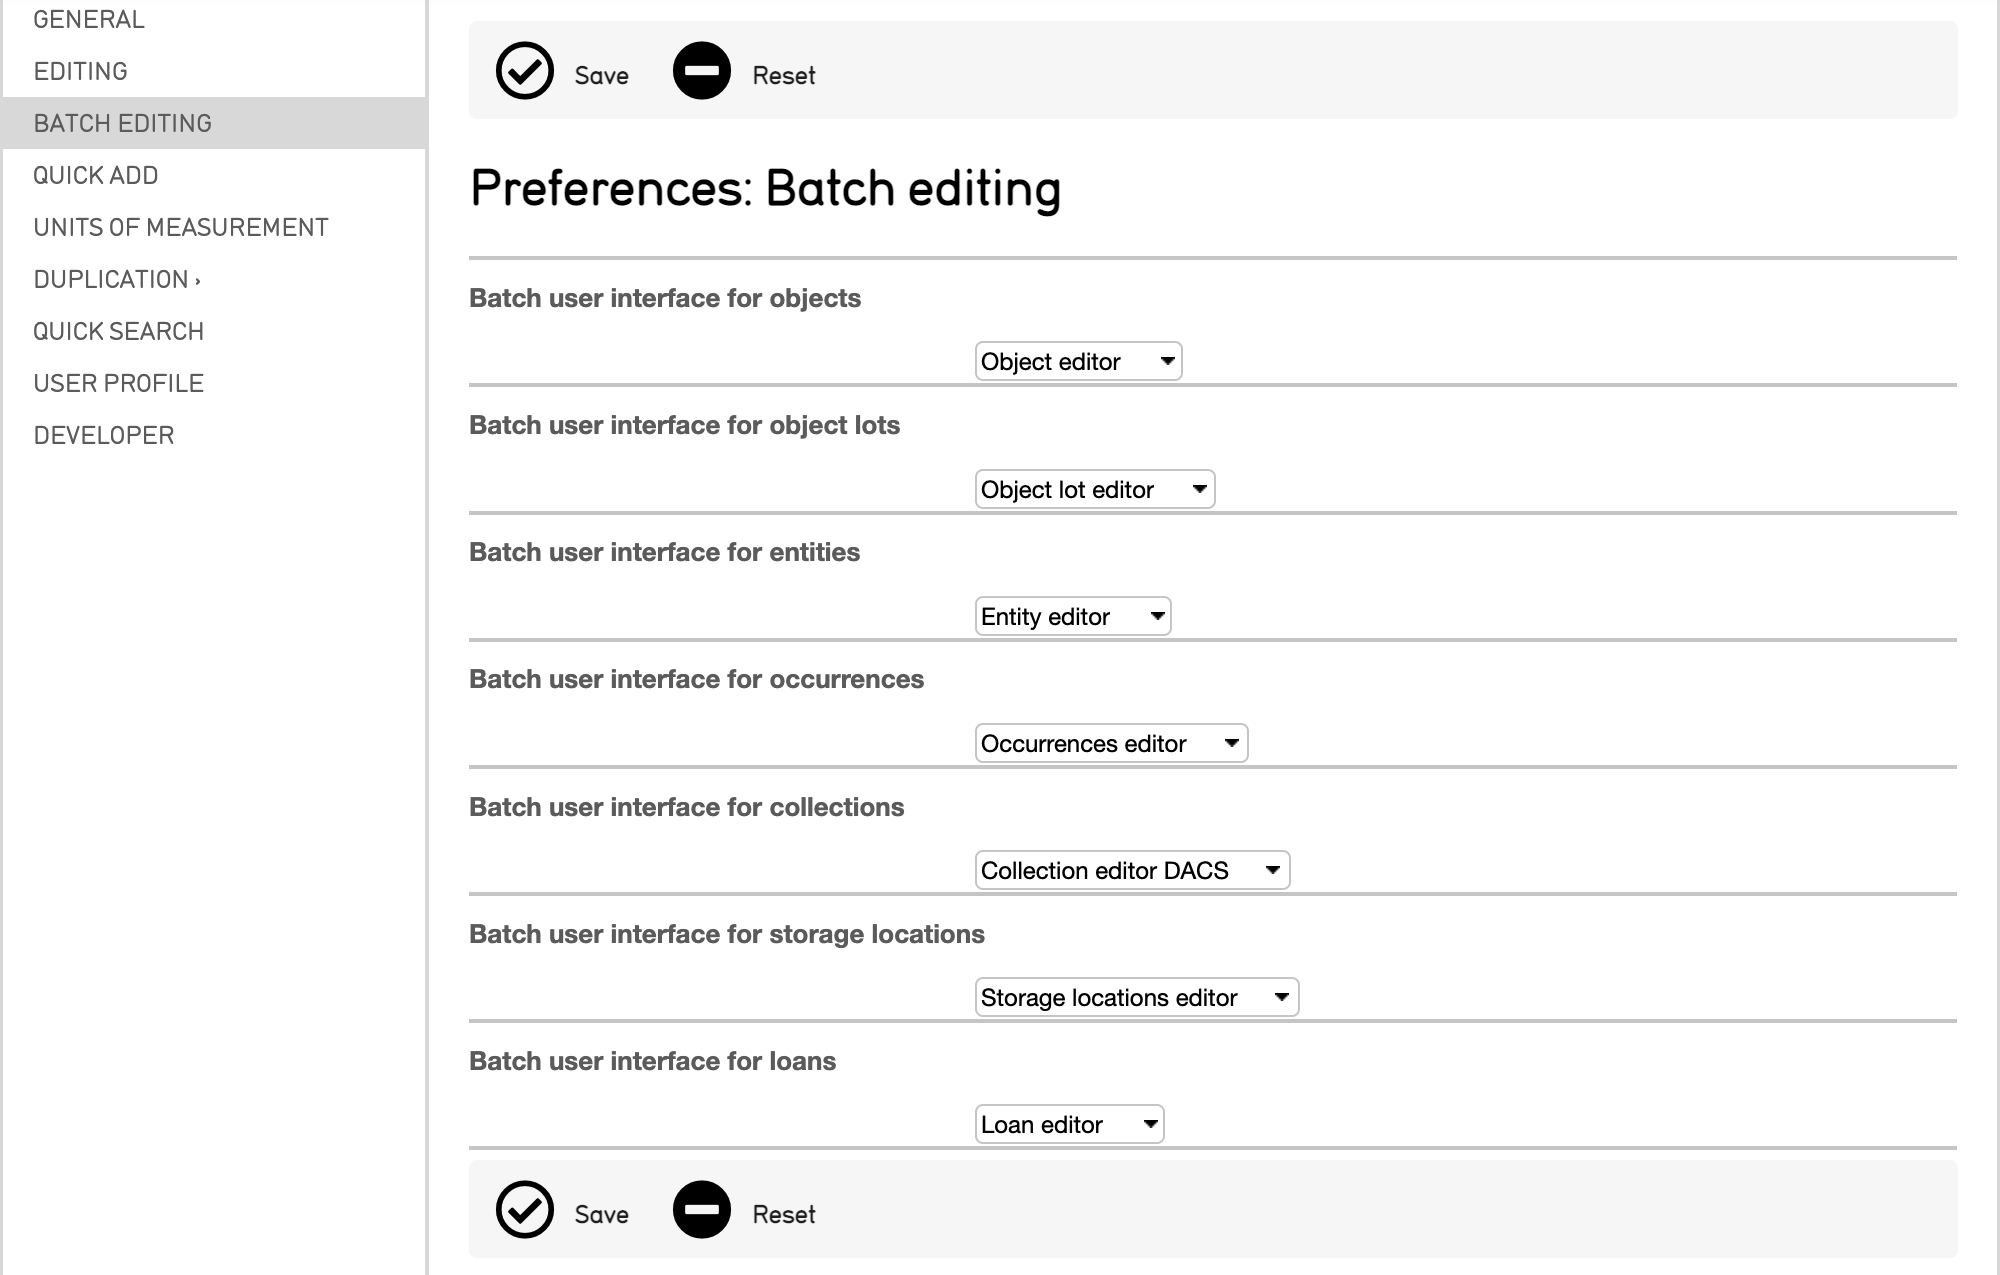 GENERAL
EDITING
BATCH EDITING
QUICK ADD
UNITS OF MEASUREMENT
DUPLICATION ›
QUICK SEARCH
USER PROFILE
DEVELOPER
Save Reset
Preferences: Batch editing
Batch user interface for objects
Object editor
Batch user interface for object lots
Object lot editor
Batch user interface for entities
Entity editor
Batch user interface for occurrences
Occurrences editor
Batch user interface for collections
Collection editor DACS
Batch user interface for storage locations
Storage locations editor
Batch user interface for loans
Loan editor
Save Reset